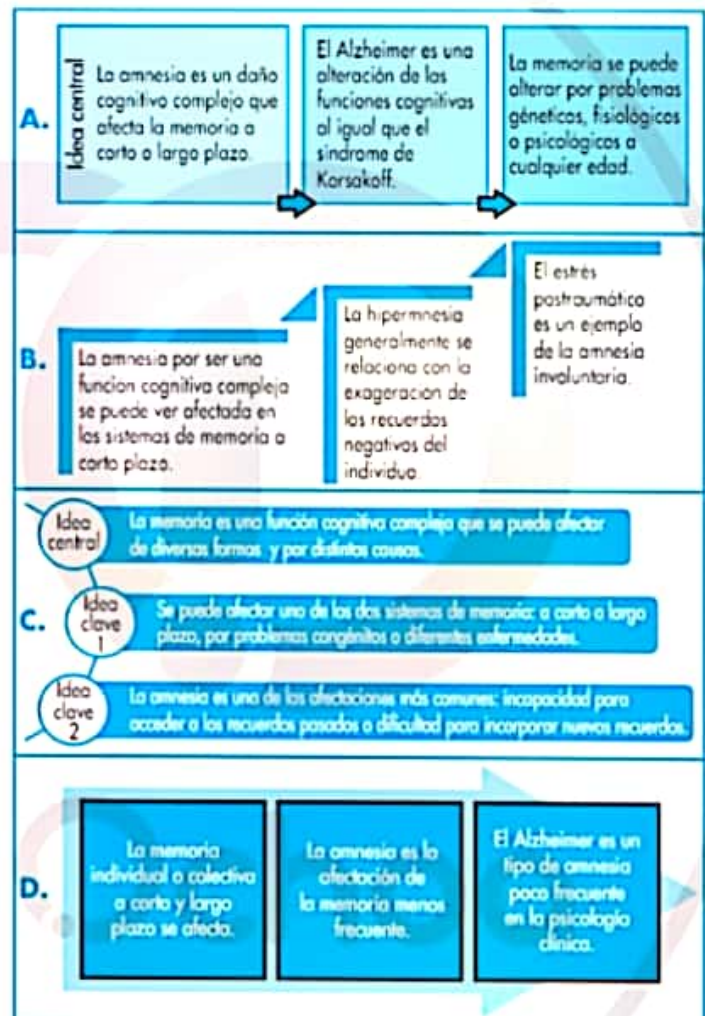 A.
Idea central
La amnesia es un daño
cognitivo complejo que
afecta la memoria a
corto o largo plazo.
El Alzheimer es una
alteración de las
funciones cognitivas
al igual que el
síndrome de
Korsakoff.
La memoria se puede
alterar por problemas
géneticos, fisiológicos
o psicológicos a
cualquier edad.
B.
La amnesia por ser una
funcion cognitiva compleja
se puede ver afectada en
los sistemas de memoria a
corto plazo.
La hipermnesia
generalmente se
relaciona con la
exageración de
los recuerdos
negativos del
individuo.
El estrés
postraumático
es un ejemplo
de la amnesia
involuntaria.
C.
Idea
central
La memoria es una función cognitiva compleja que se puede afectar
de diversas formas y por distintas causas.
Idea
clave
1
Se puede afectar uno de los dos sistemas de memoria: a corto o largo
plazo, por problemas congénitos o diferentes enfermedades.
Idea
clave
2
La amnesia es una de las afectaciones más comunes: incapacidad para
acceder a los recuerdos pasados o dificultad para incorporar nuevos recuerdos.
D.
La memoria
individual o colectiva
a corto y largo
plazo se afecta.
La amnesia es la
afectación de
la memoria menos
frecuente.
El Alzheimer es un
tipo de amnesia
poco frecuente
en la psicología
clínica.